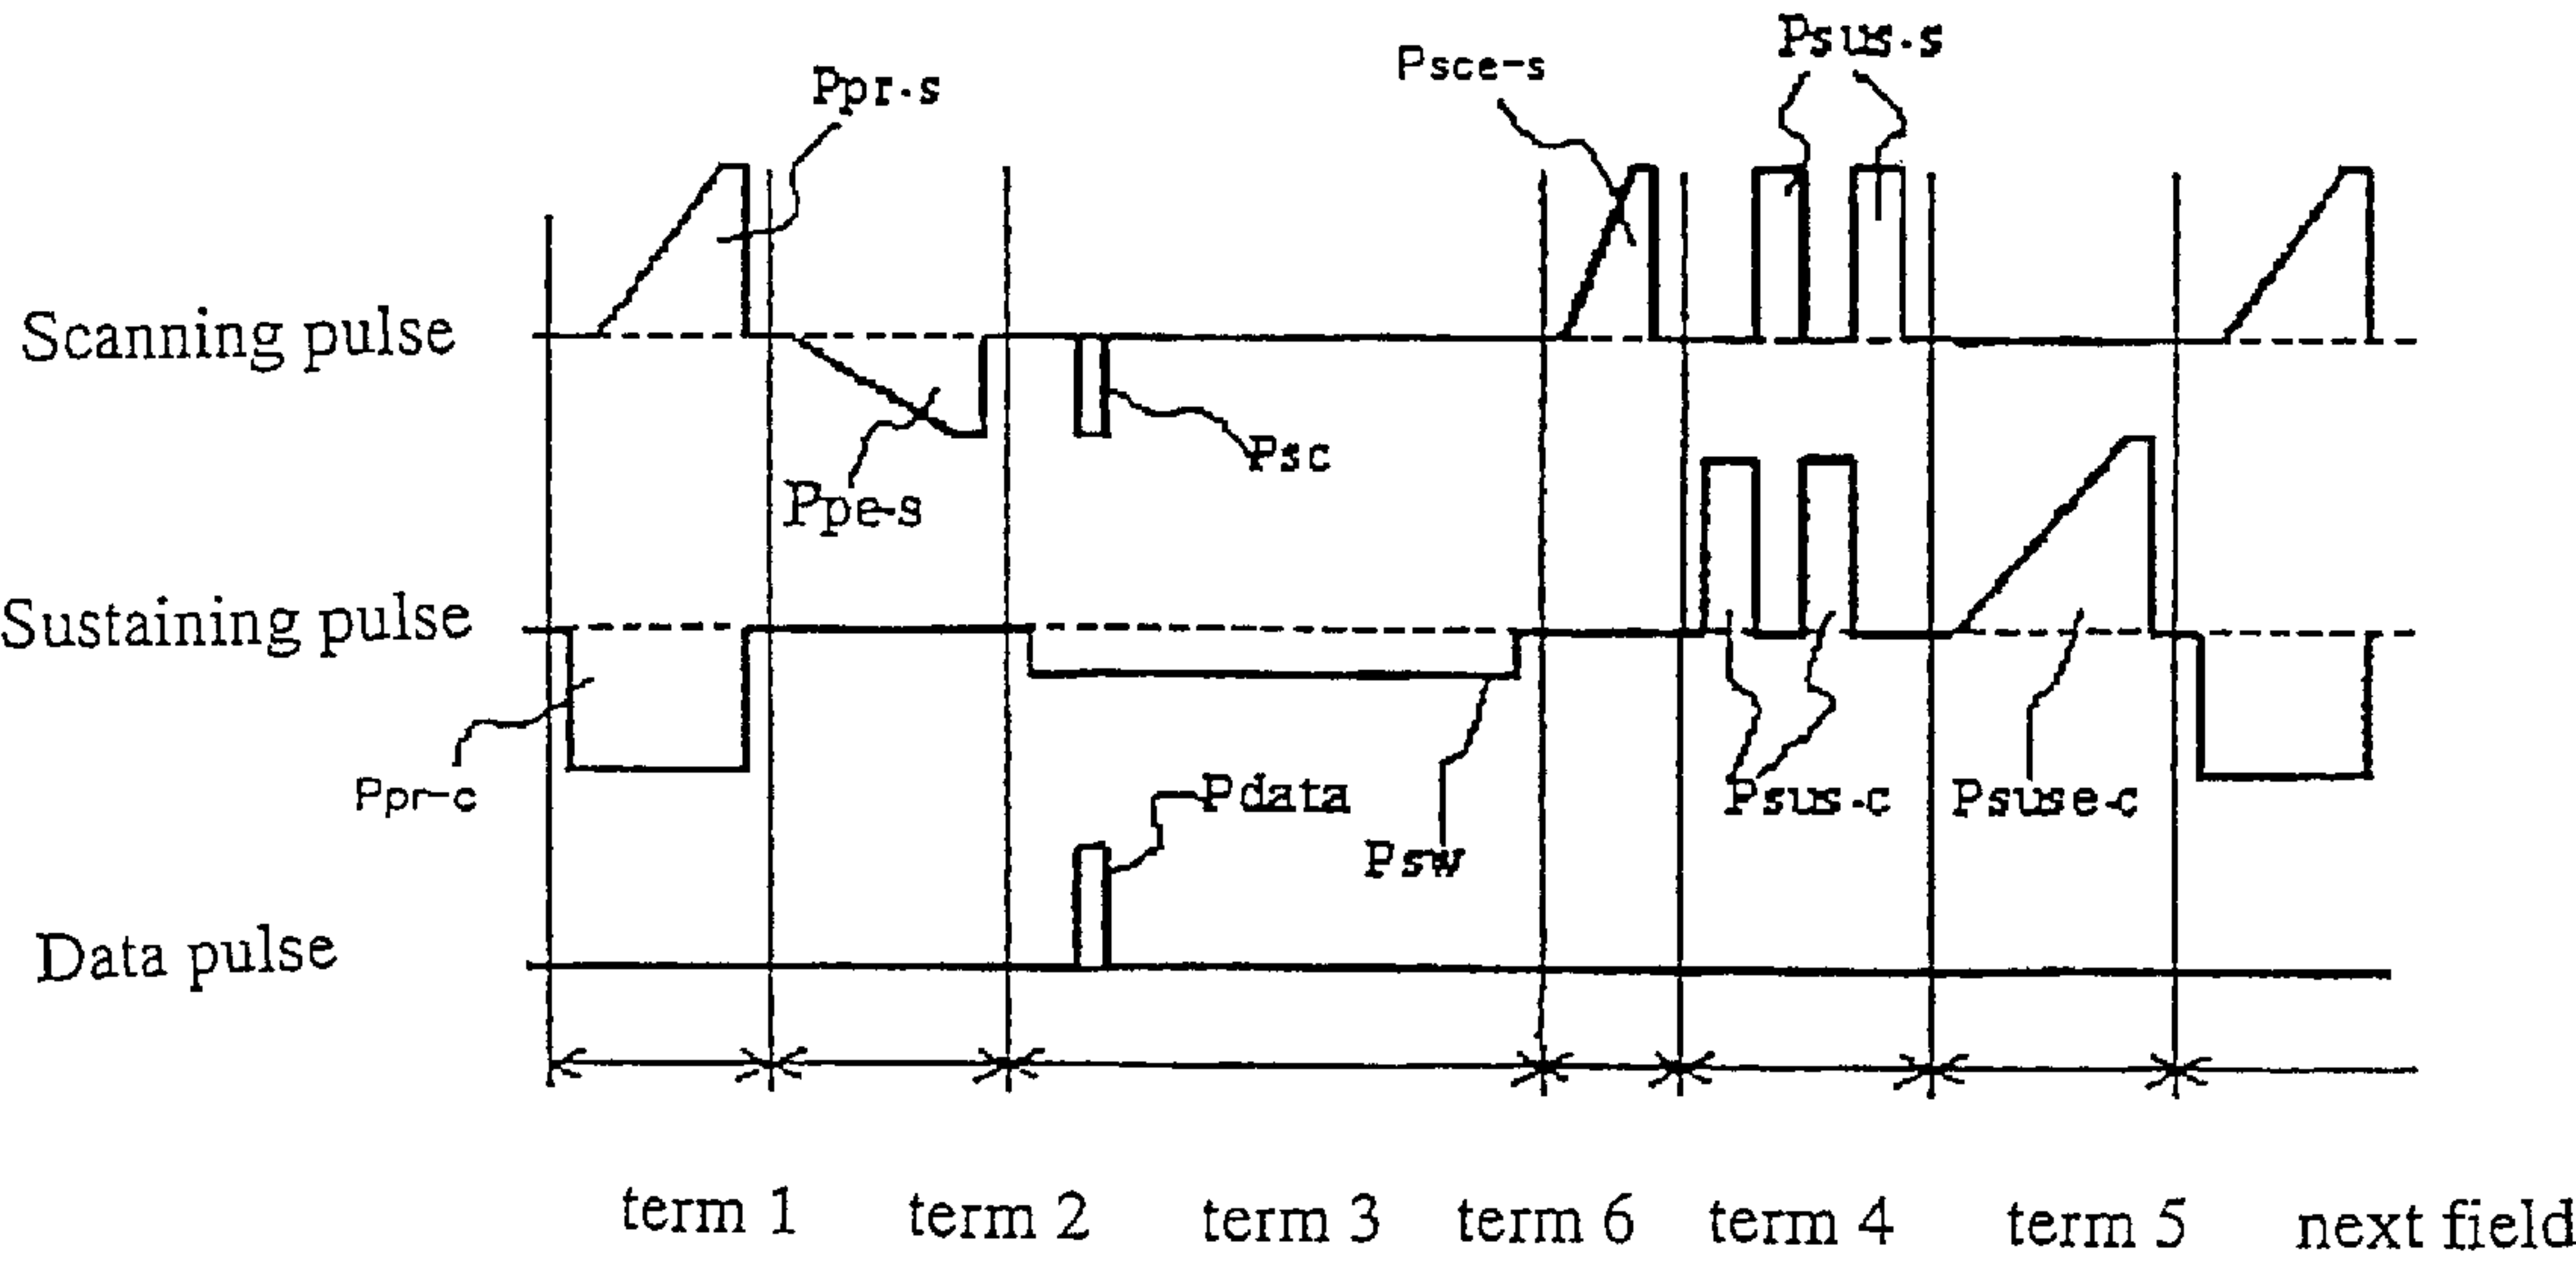 Psus-s
Psce-s
Ppr-s
Scanning pulse
Psc
Ppe-s
Sustaining pulse
Ppr-c
Pdata
Psus-c
Psuse-c
Psw
Data pulse
term 1 term 2 term 3 term 6 term 4 term 5 next field